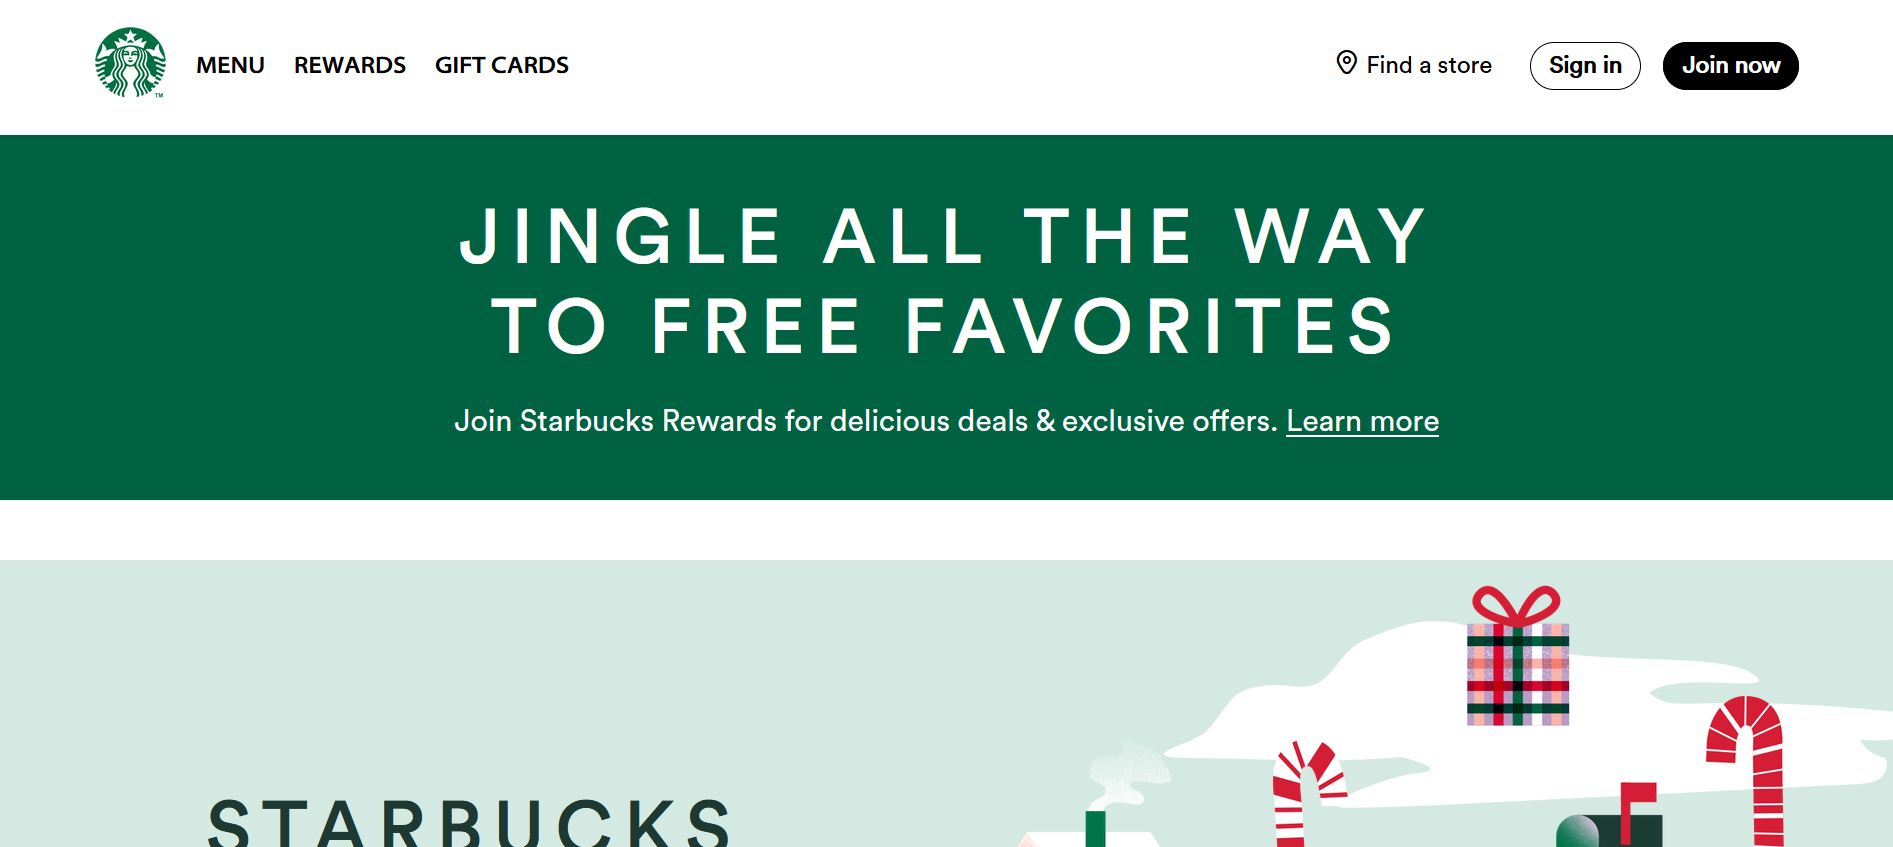 MENU REWARDS GIFT CARDS Find a store Sign in Join now
TM
JINGLE ALL THE WAY
TO FREE FAVORITES
Join Starbucks Rewards for delicious deals & exclusive offers. Learn more
STARBUCKS